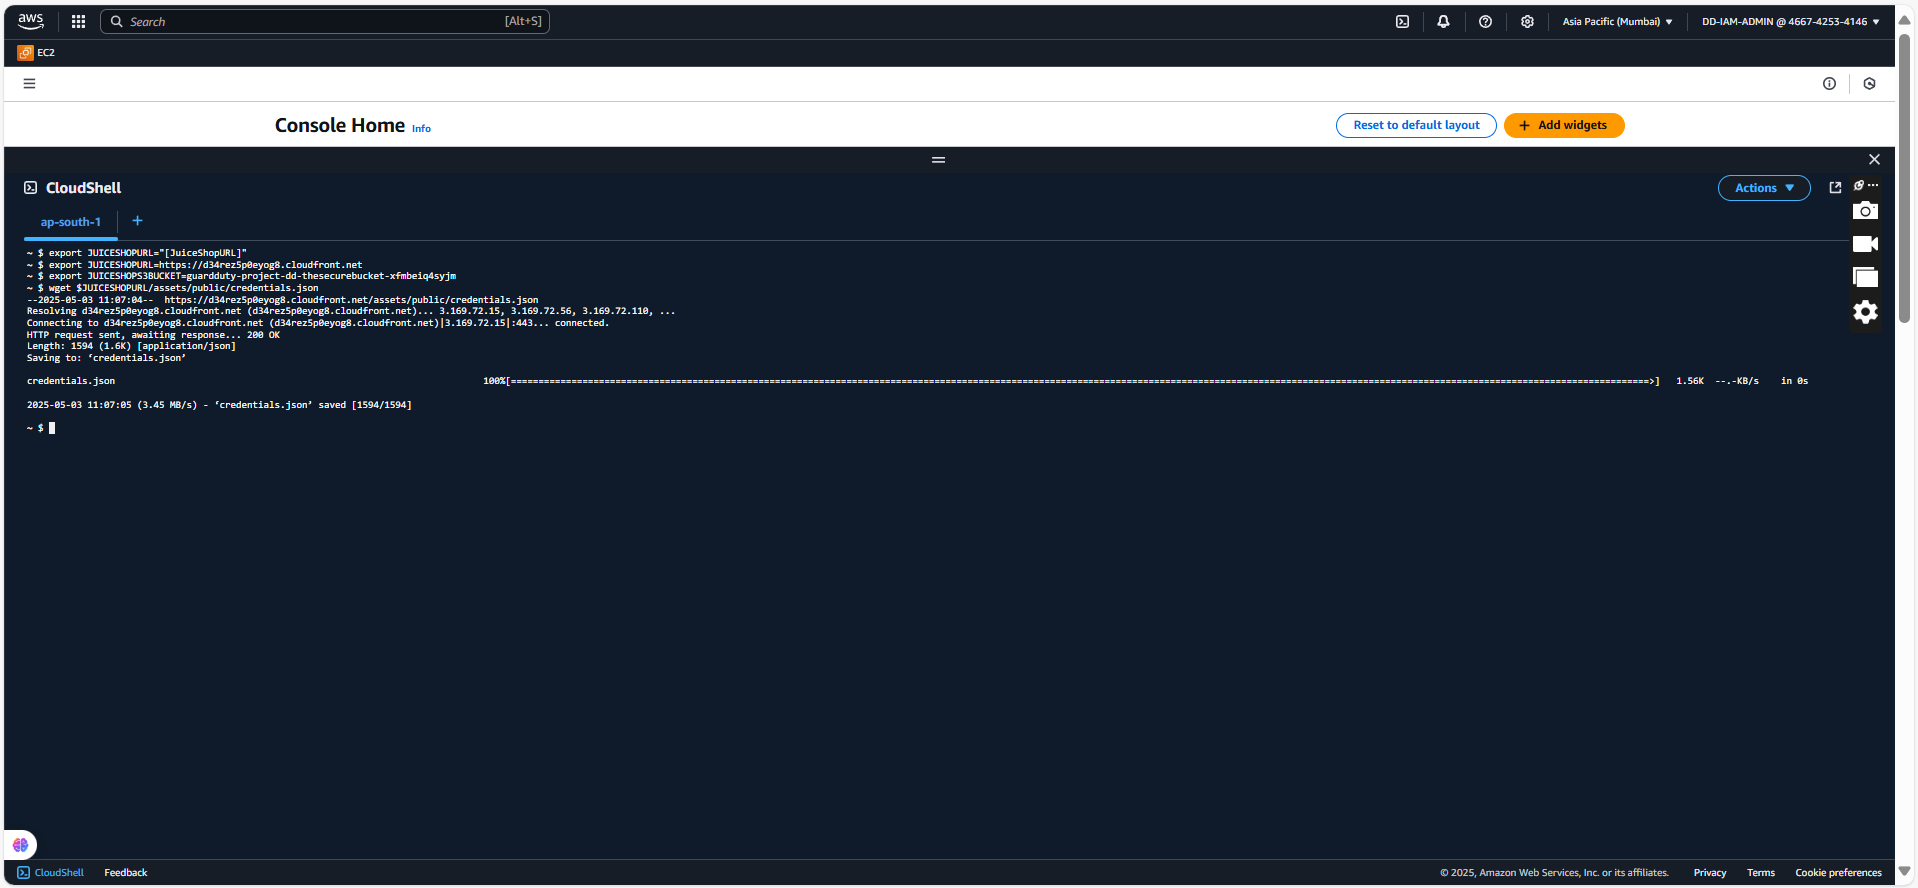 aws
Search [Alt+S]
Asia Pacific (Mumbai) ▼ DD-IAM-ADMIN @ 4667-4253-4146 ▼
EC2
Console Home Info
Reset to default layout
+ Add widgets
CloudShell
Actions ▼
ap-south-1 +
~ $ export JUICESHOPURL="[JuiceShopURL]"
~ $ export JUICESHOPURL=https://d34rez5p0eyog8.cloudfront.net
~ $ export JUICESHOPS3BUCKET=guardduty-project-dd-thesecurebucket-xfmbeiq4syjm
~ $ wget $JUICESHOPURL/assets/public/credentials.json
--2025-05-03 11:07:04-- https://d34rez5p0eyog8.cloudfront.net/assets/public/credentials.json
Resolving d34rez5p0eyog8.cloudfront.net (d34rez5p0eyog8.cloudfront.net)... 3.169.72.15, 3.169.72.56, 3.169.72.110, ...
Connecting to d34rez5p0eyog8.cloudfront.net (d34rez5p0eyog8.cloudfront.net)|3.169.72.15|:443... connected.
HTTP request sent, awaiting response... 200 OK
Length: 1594 (1.6K) [application/json]
Saving to: ‘credentials.json’
credentials.json 100%[=====================================>] 1.56K --.-KB/s in 0s
2025-05-03 11:07:05 (3.45 MB/s) - ‘credentials.json’ saved [1594/1594]
~ $
CloudShell Feedback
© 2025, Amazon Web Services, Inc. or its affiliates. Privacy Terms Cookie preferences